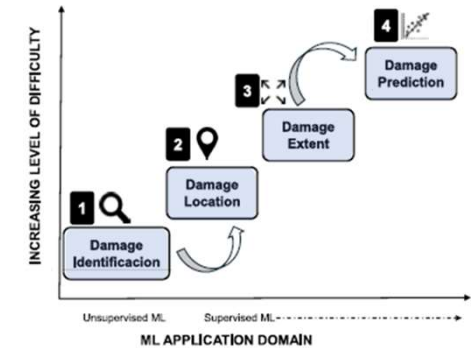 INCREASING LEVEL OF DIFFICULTY
4
Damage
Prediction
3
Damage
Extent
2
Damage
Location
1
Damage
Identificacion
Unsupervised ML
Supervised ML
ML APPLICATION DOMAIN